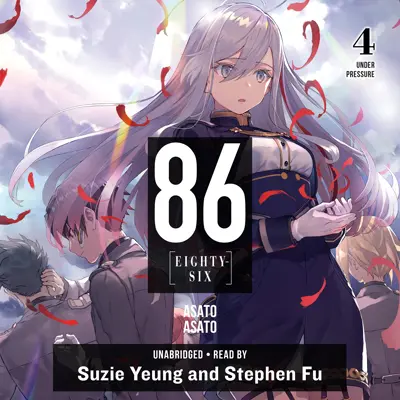 4
UNDER
PRESSURE
86
[EIGHTY-
SIX]
ASATO
ASATO
UNABRIDGED • READ BY
Suzie Yeung and Stephen Fu